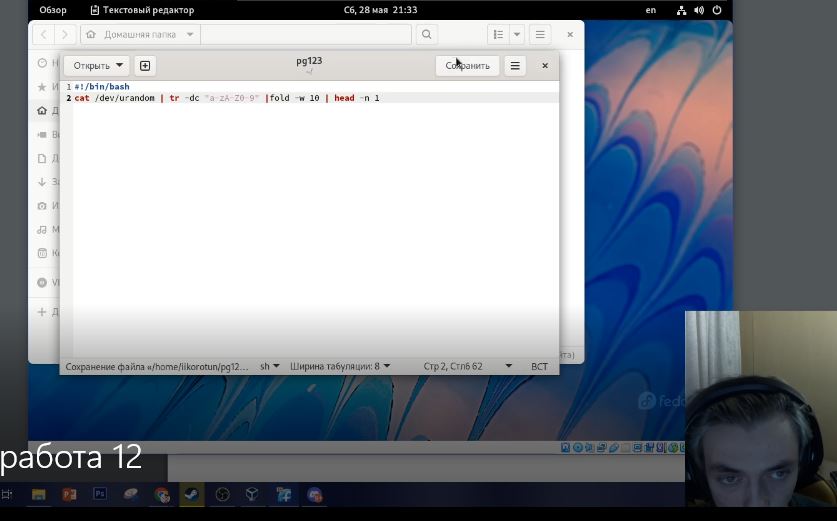 Обзор
Текстовый редактор
Сб, 28 мая 21:33
en
Домашняя папка
Открыть
pg123
~/
Сохранить
1 #!/bin/bash
2 cat /dev/urandom | tr -dc "a-zA-Z0-9" |fold -w 10 | head -n 1
Сохранение файла «/home/iikorotun/pg12…
sh
Ширина табуляции: 8
Стр 2, Стлб 62
ВСТ
работа 12